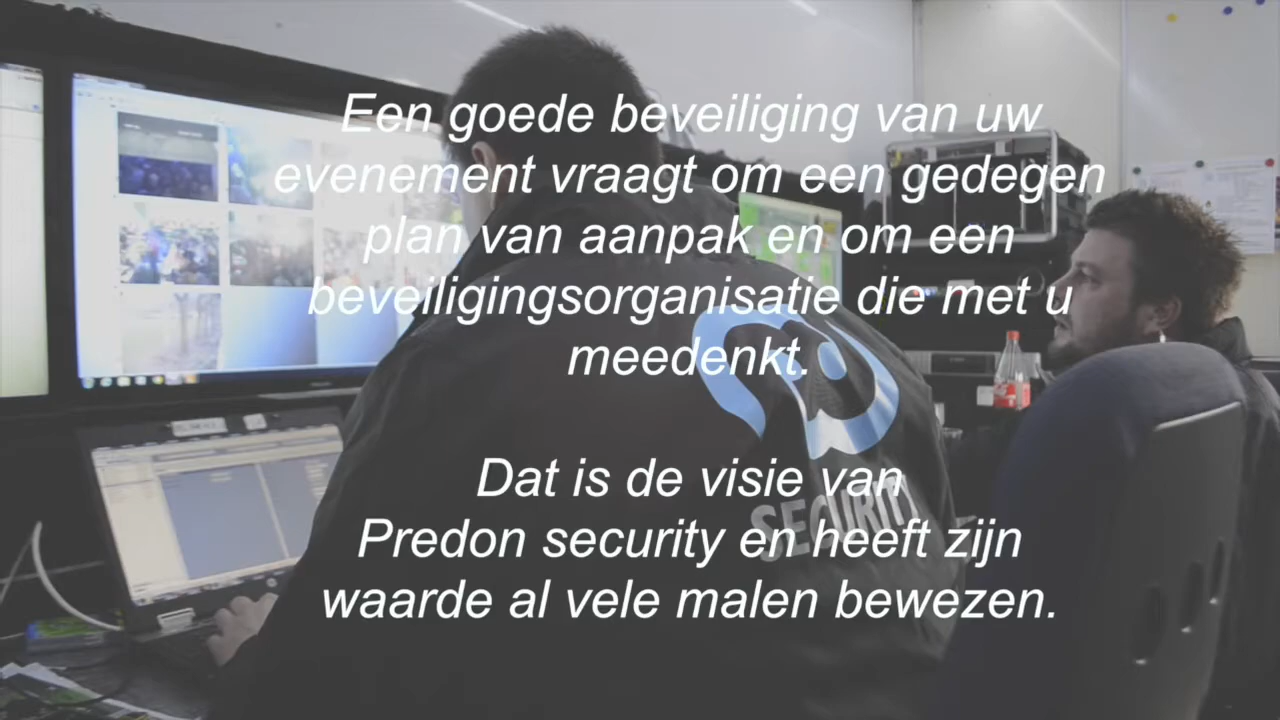 Een goede beveiliging van uw
evenement vraagt om een gedegen
plan van aanpak en om een
beveiligingsorganisatie die met u
meedenkt.
Dat is de visie van
Predon security en heeft zijn
waarde al vele malen bewezen.
SECURITY